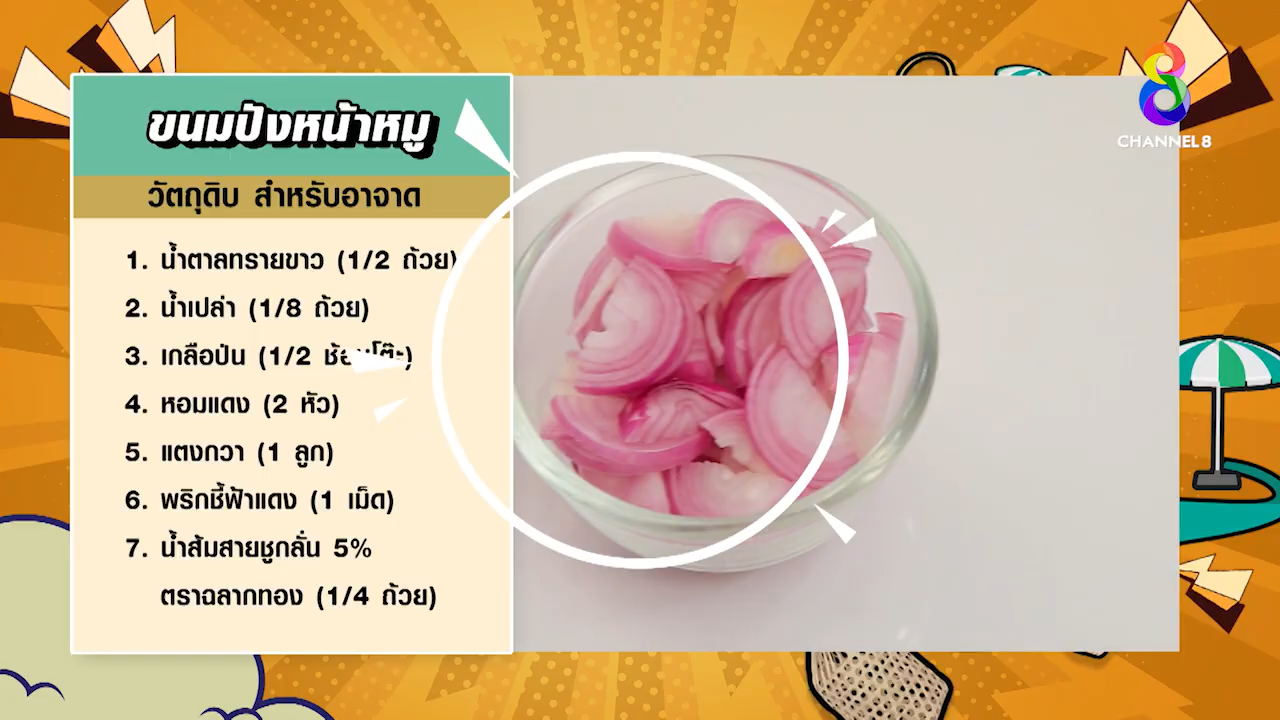 ขนมปังหน้าหมู
วัตถุดิบ สำหรับอาจาด
1. น้ำตาลทรายขาว (1/2 ถ้วย)
2. น้ำเปล่า (1/8 ถ้วย)
3. เกลือป่น (1/2 ช้อนโต๊ะ)
4. หอมแดง (2 หัว)
5. แตงกวา (1 ลูก)
6. พริกชี้ฟ้าแดง (1 เม็ด)
7. น้ำส้มสายชูกลั่น 5%
ตราฉลากทอง (1/4 ถ้วย)
CHANNEL 8